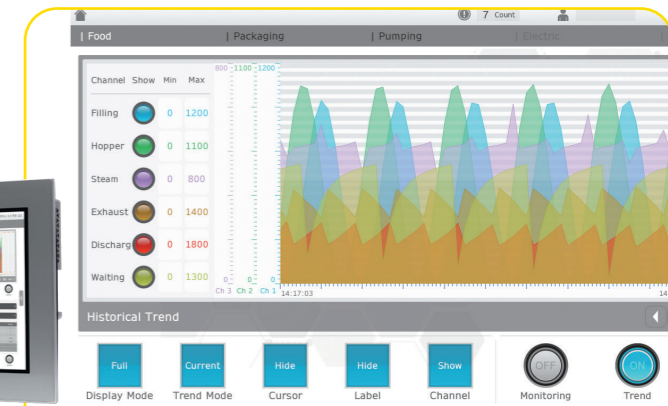 7 Count
| Food | Packaging | Pumping | Electric
Channel Show Min Max 800 1100 1200
Filling 0 1200
Hopper 0 1100
Steam 0 800
Exhaust 0 1400
Discharg 0 1800
Waiting 0 1300 0 0 0
Ch 3 Ch 2 Ch 1 14:17:03 14
Historical Trend
Full Current Hide Hide Show OFF ON
Display Mode Trend Mode Cursor Label Channel Monitoring Trend